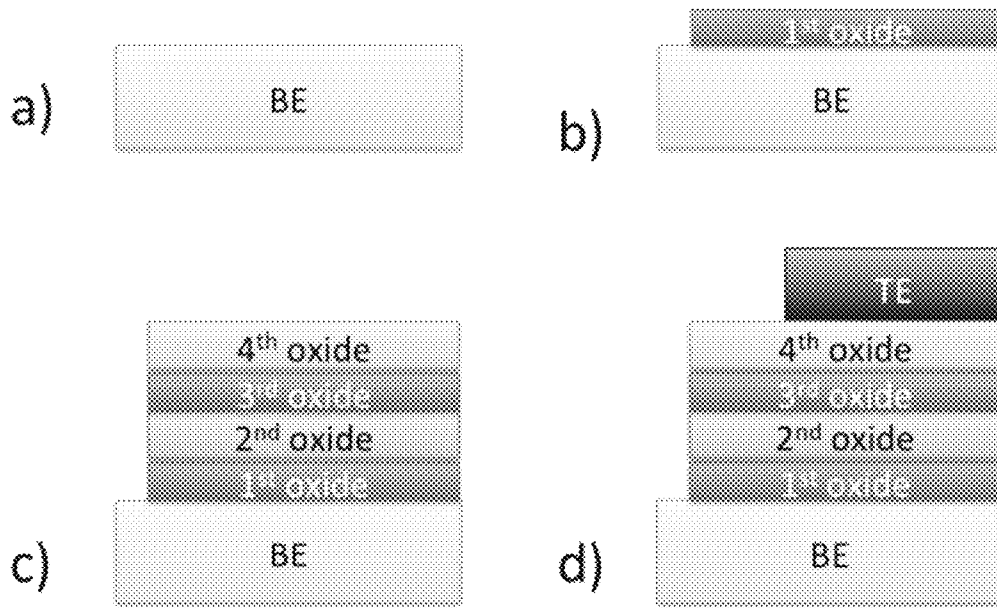 a)
BE
b)
1st oxide
BE
c)
4th oxide
3rd oxide
2nd oxide
1st oxide
BE
d)
TE
4th oxide
3rd oxide
2nd oxide
1st oxide
BE